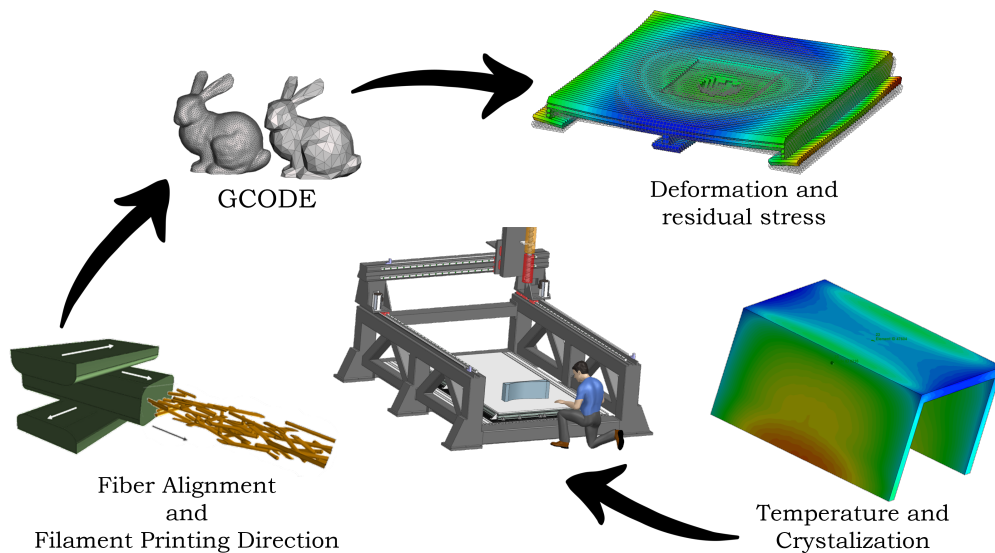 GCODE
Deformation and
residual stress
Fiber Alignment
and
Filament Printing Direction
Temperature and
Crystalization